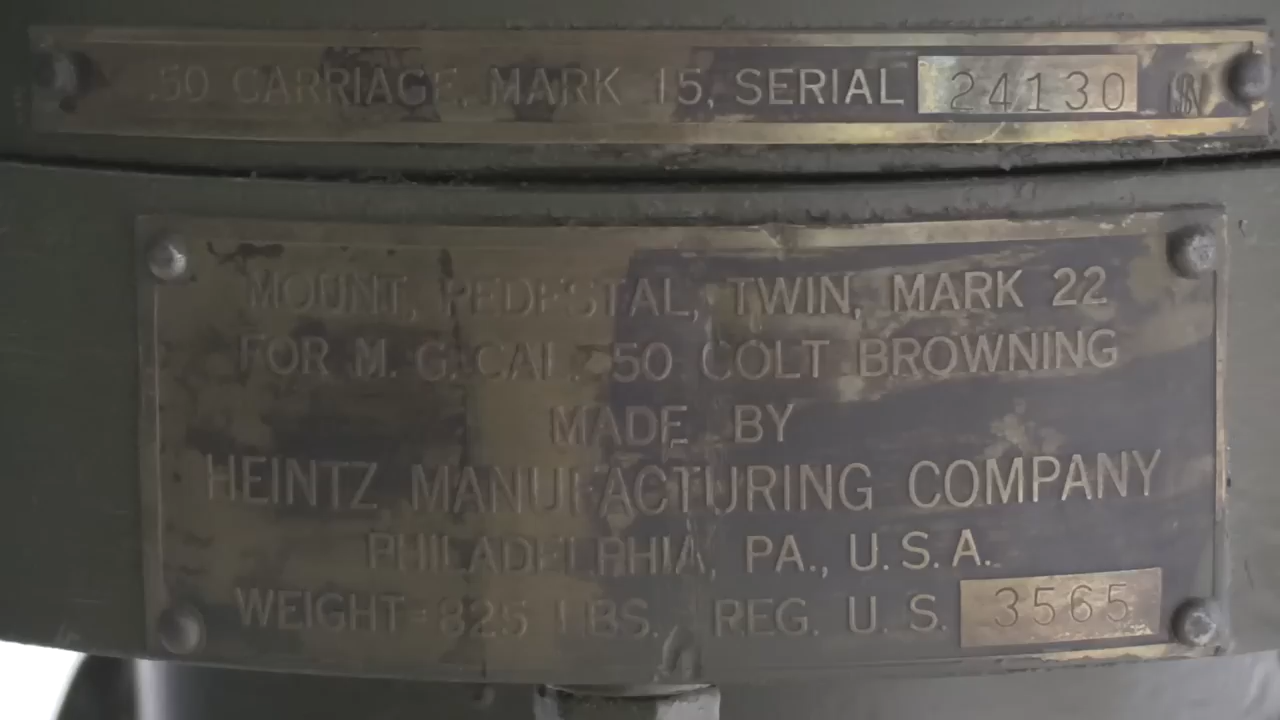 .50 CARRIAGE, MARK 15, SERIAL 24130
MOUNT, PEDESTAL, TWIN, MARK 22
FOR M. G. CAL. .50 COLT BROWNING
MADE BY
HEINTZ MANUFACTURING COMPANY
PHILADELPHIA, PA., U.S.A.
WEIGHT-825 LBS. REG. U.S. 3565